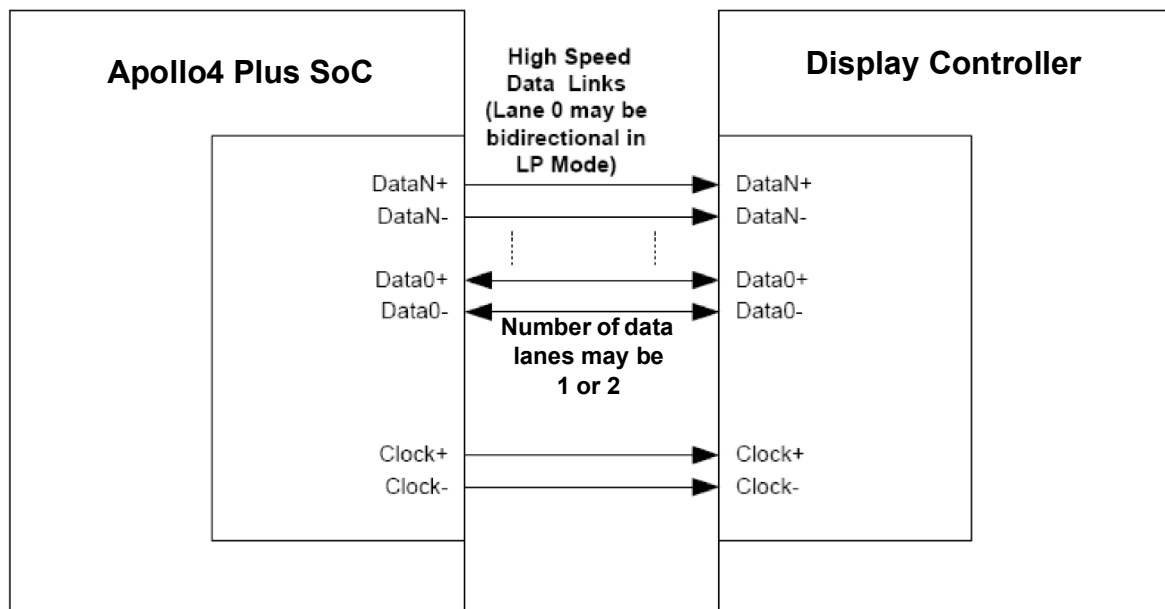 Apollo4 Plus SoC
High Speed
Data Links
(Lane 0 may be
bidirectional in
LP Mode)
Display Controller
DataN+
DataN+
DataN-
DataN-
Data0+
Data0+
Data0-
Data0-
Number of data
lanes may be
1 or 2
Clock+
Clock+
Clock-
Clock-